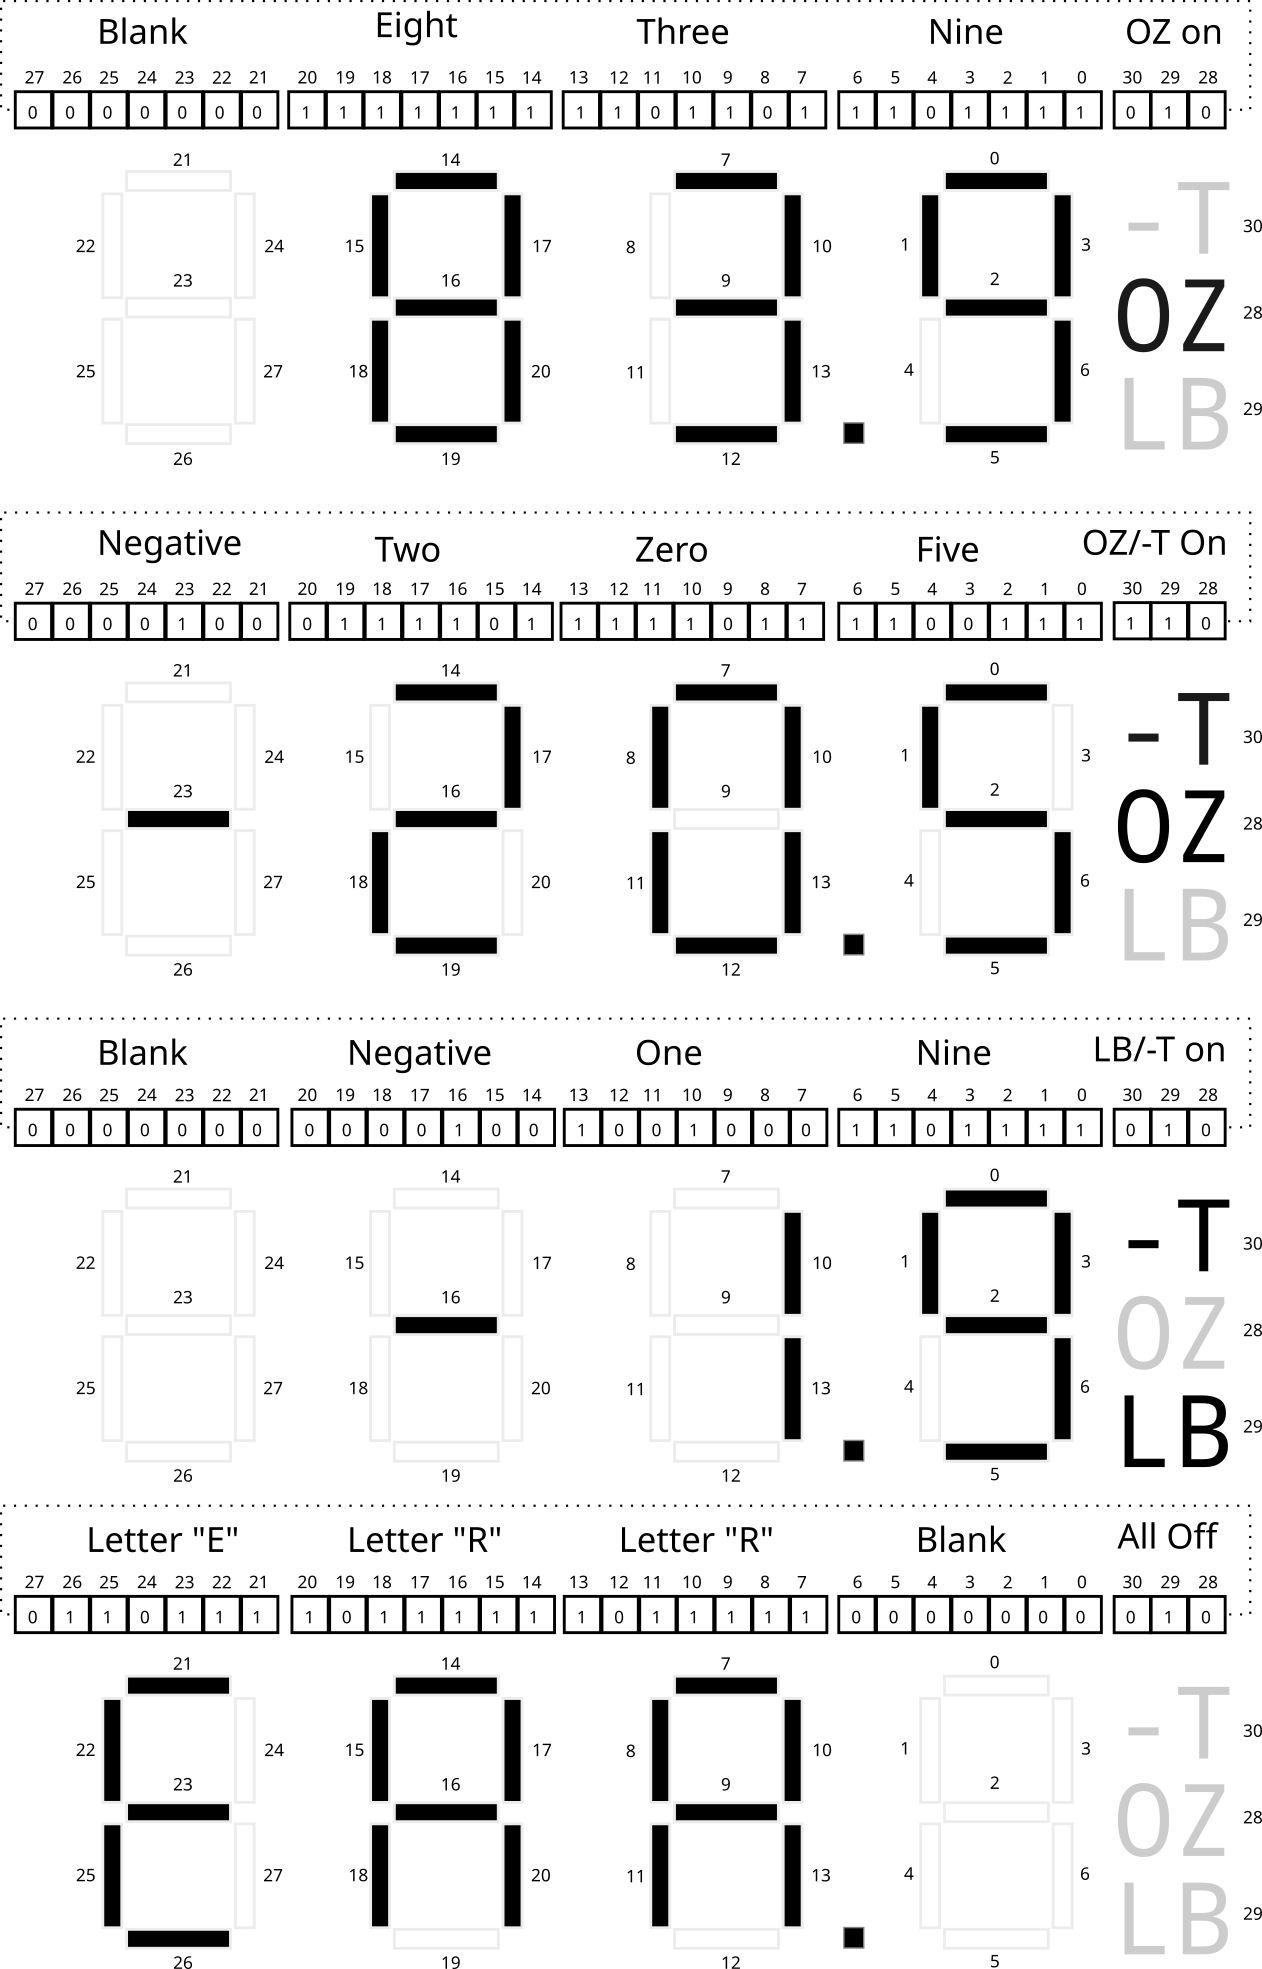 Blank Eight Three Nine OZ on
27 26 25 24 23 22 21 20 19 18 17 16 15 14 13 12 11 10 9 8 7 6 5 4 3 2 1 0 30 29 28
0 0 0 0 0 0 0 1 1 1 1 1 1 1 1 1 0 1 1 0 1 1 1 0 1 1 1 1 0 1 0
21 14 7 0
-T 30
22 24 15 17 8 10 1 3
23 16 9 2
OZ 28
25 27 18 20 11 13 4 6
LB 29
26 19 12 5
Negative Two Zero Five OZ/-T On
27 26 25 24 23 22 21 20 19 18 17 16 15 14 13 12 11 10 9 8 7 6 5 4 3 2 1 0 30 29 28
0 0 0 0 1 0 0 0 1 1 1 1 0 1 1 1 1 1 0 1 1 1 1 0 0 1 1 1 1 1 0
21 14 7 0
-T 30
22 24 15 17 8 10 1 3
23 16 9 2
OZ 28
25 27 18 20 11 13 4 6
LB 29
26 19 12 5
Blank Negative One Nine LB/-T on
27 26 25 24 23 22 21 20 19 18 17 16 15 14 13 12 11 10 9 8 7 6 5 4 3 2 1 0 30 29 28
0 0 0 0 0 0 0 0 0 0 0 1 0 0 1 0 0 1 0 0 0 1 1 0 1 1 1 1 0 1 0
21 14 7 0
-T 30
22 24 15 17 8 10 1 3
23 16 9 2
OZ 28
25 27 18 20 11 13 4 6
LB 29
26 19 12 5
Letter "E" Letter "R" Letter "R" Blank All Off
27 26 25 24 23 22 21 20 19 18 17 16 15 14 13 12 11 10 9 8 7 6 5 4 3 2 1 0 30 29 28
0 1 1 0 1 1 1 1 0 1 1 1 1 1 1 0 1 1 1 1 1 0 0 0 0 0 0 0 0 1 0
21 14 7 0
-T 30
22 24 15 17 8 10 1 3
23 16 9 2
OZ 28
25 27 18 20 11 13 4 6
LB 29
26 19 12 5